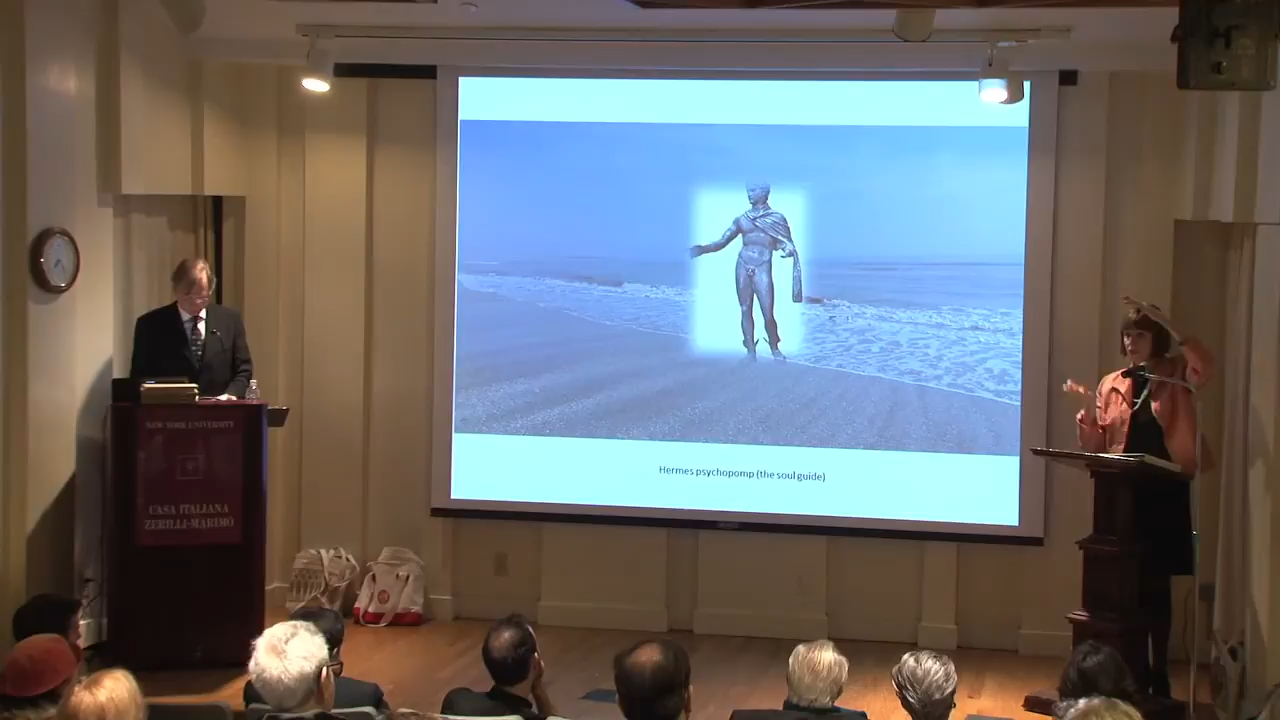 NEW YORK UNIVERSITY
CASA ITALIANA
ZERILLI-MARIMÒ
Hermes psychopomp (the soul guide)